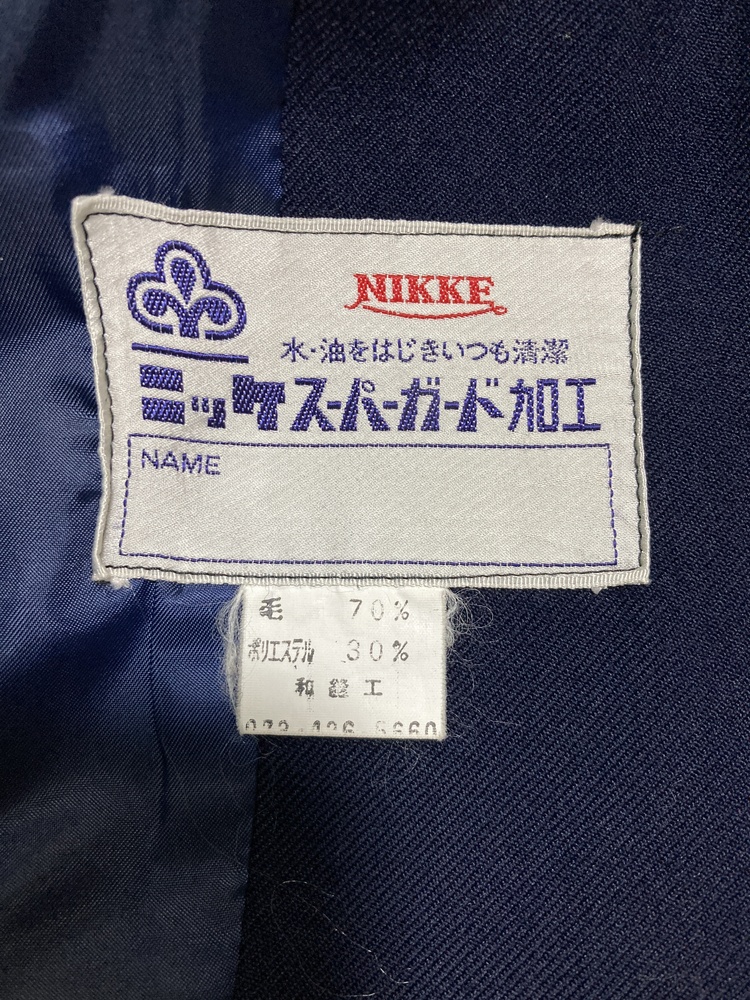 NIKKE
水・油をはじきいつも清潔
ニッケスーパーガード加工
NAME
毛 70%
ポリエステル 30%
和 工